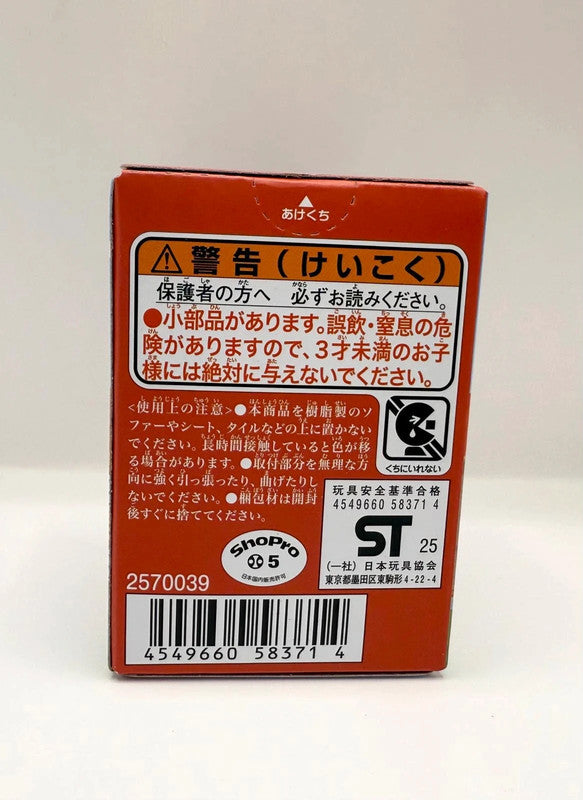 あけくち
警告(けいこく)
保護者の方へ 必ずお読みください。
●小部品があります。誤飲・窒息の危
険がありますので、3才未満のお子
様には絶対に与えないでください。
<使用上の注意>●本商品を樹脂製のソ
ファーやシート、タイルなどの上に置かない
でください。長時間接触していると色が移
る場合があります。●取付部分を無理な方
向に強く引っ張ったり、曲げたりし
ないでください。●梱包材は開封
後すぐに捨ててください。
くちにいれない
玩具安全基準合格
4549660 58371 4
ST 25
(一社)日本玩具協会
東京都墨田区東駒形4-22-4
ShoPro
5
日本国内販売許可
2570039
4549660 58371 4